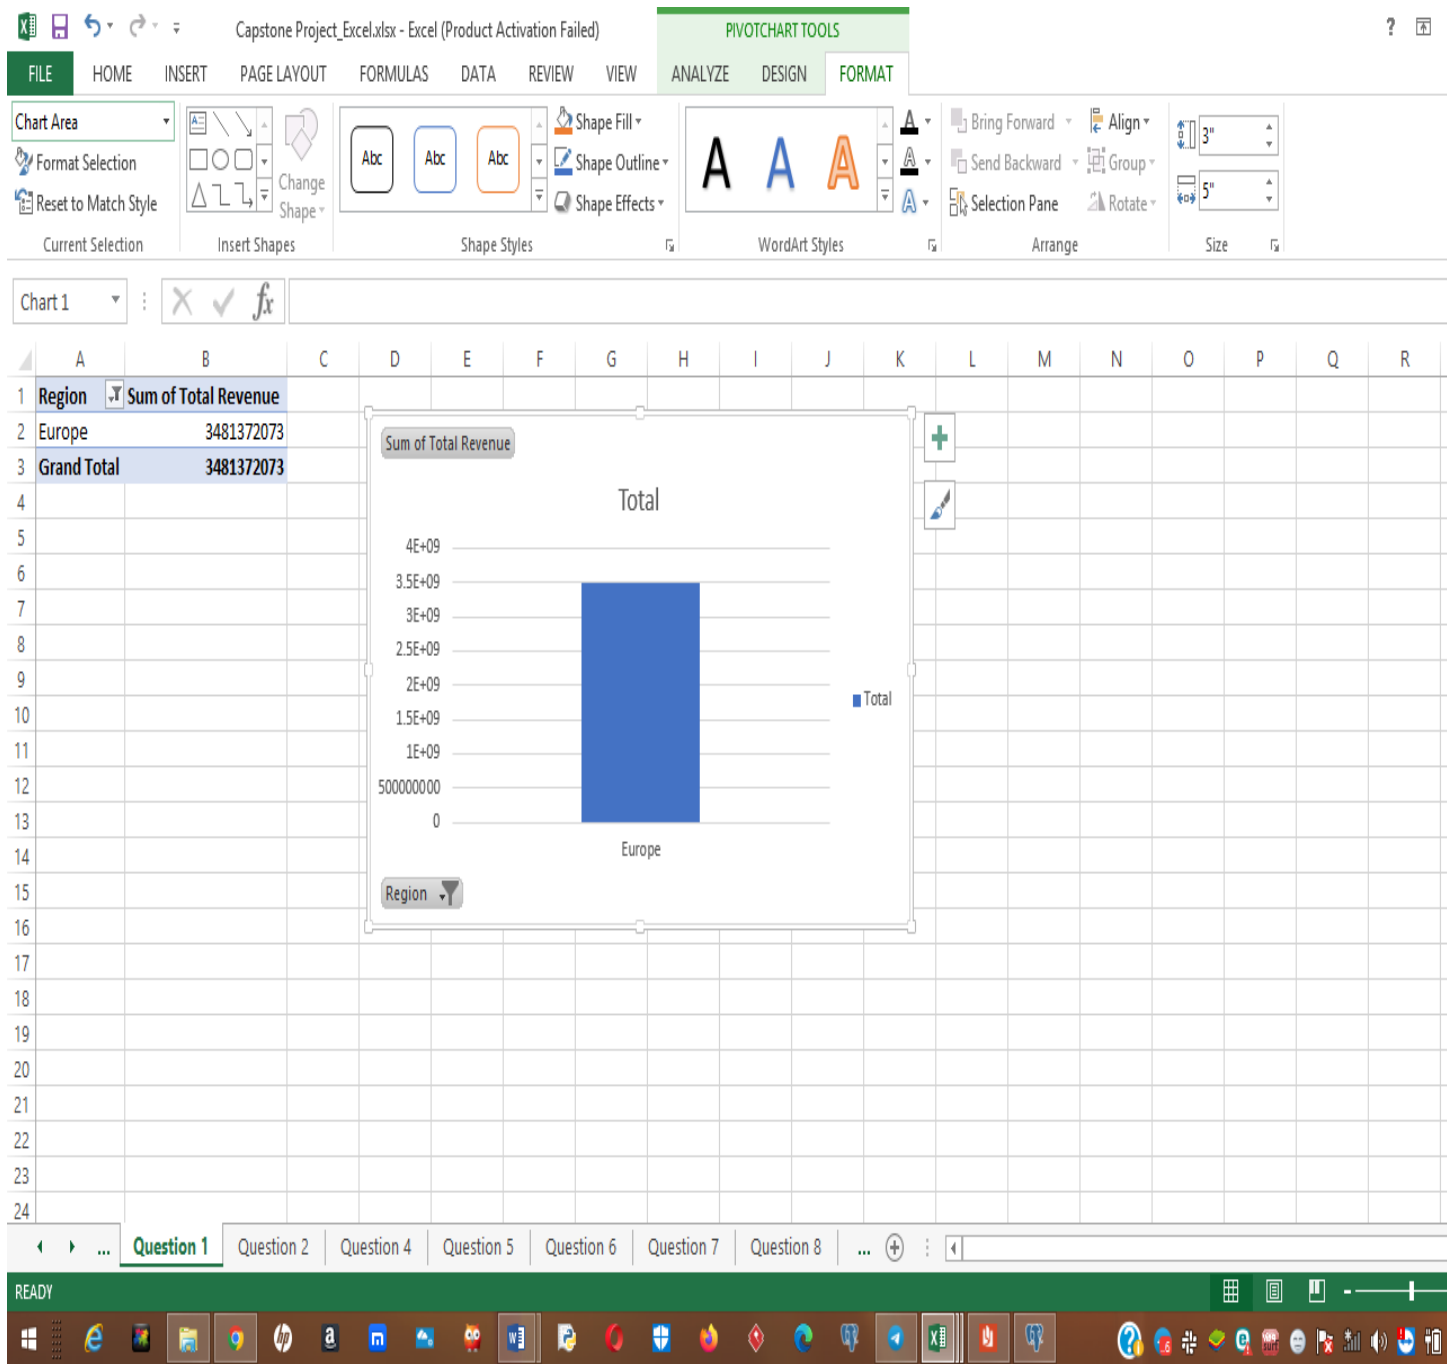 Capstone Project_Excel.xlsx - Excel (Product Activation Failed)
PIVOTCHART TOOLS
?
FILE HOME INSERT PAGE LAYOUT FORMULAS DATA REVIEW VIEW ANALYZE DESIGN FORMAT
Chart Area
Format Selection
Reset to Match Style
Current Selection
Change
Shape
Insert Shapes
Abc Abc Abc
Shape Fill
Shape Outline
Shape Effects
Shape Styles
A A A
WordArt Styles
Bring Forward
Send Backward
Selection Pane
Align
Group
Rotate
Arrange
3"
5"
Size
Chart 1
fx
A B C D E F G H I J K L M N O P Q R
1 Region Sum of Total Revenue
2 Europe 3481372073
3 Grand Total 3481372073
4
5
6
7
8
9
10
11
12
13
14
15
16
17
18
19
20
21
22
23
24
Sum of Total Revenue
Total
4E+09
3.5E+09
3E+09
2.5E+09
2E+09
1.5E+09
1E+09
500000000
0
Europe
Total
Region
... Question 1 Question 2 Question 4 Question 5 Question 6 Question 7 Question 8 ...
READY